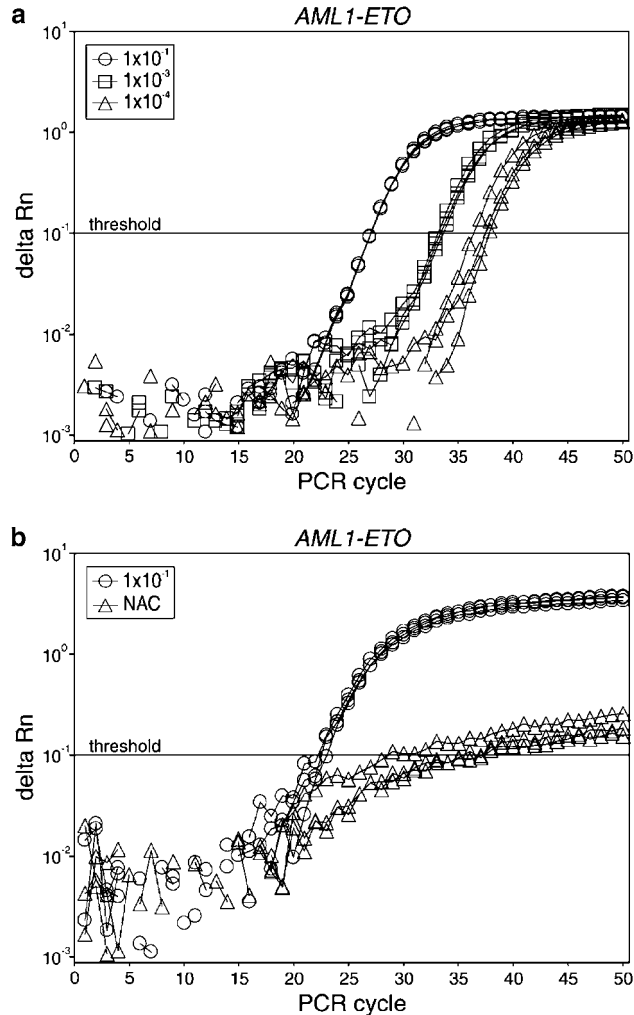 a
AML1-ETO
10¹
1x10⁻¹
1x10⁻³
1x10⁻⁴
10⁰
10⁻¹
threshold
10⁻²
10⁻³
delta Rn
0 5 10 15 20 25 30 35 40 45 50
PCR cycle
b
AML1-ETO
10¹
1x10⁻¹
NAC
10⁰
10⁻¹
threshold
10⁻²
10⁻³
delta Rn
0 5 10 15 20 25 30 35 40 45 50
PCR cycle